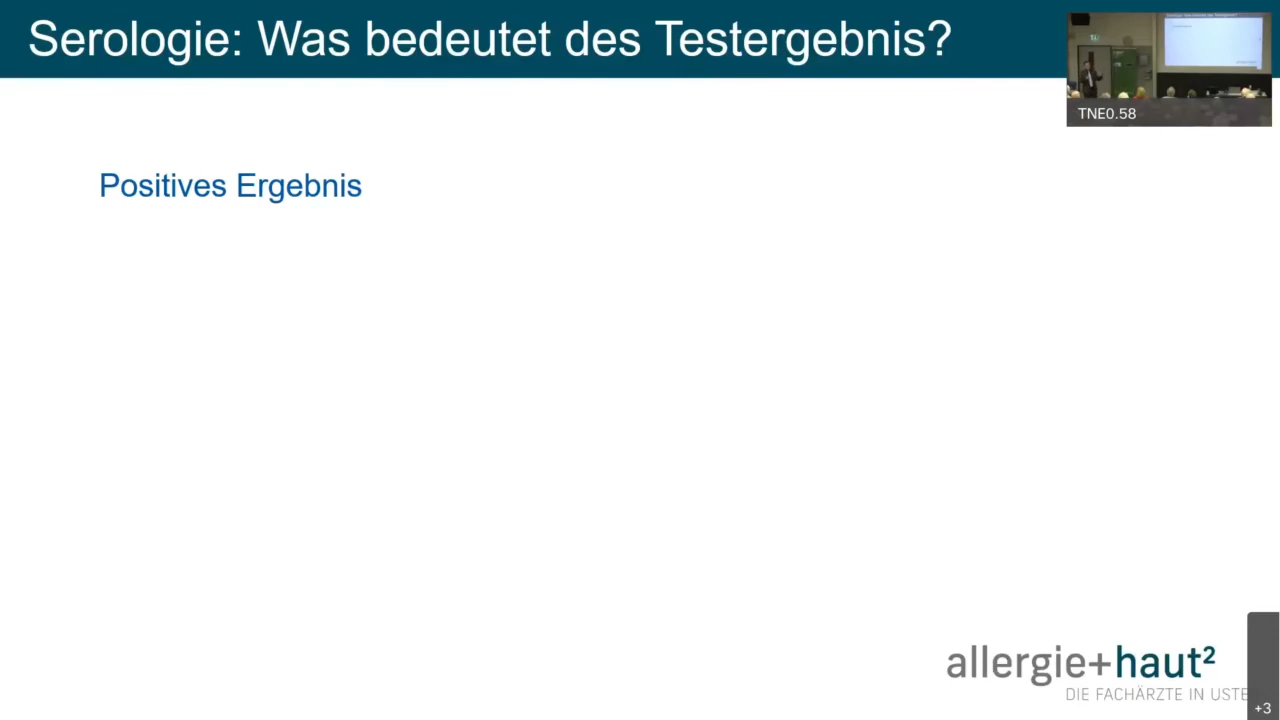 Serologie: Was bedeutet des Testergebnis?
TNE0.58
Positives Ergebnis
allergie+haut²
DIE FACHÄRZTE IN USTE
+3